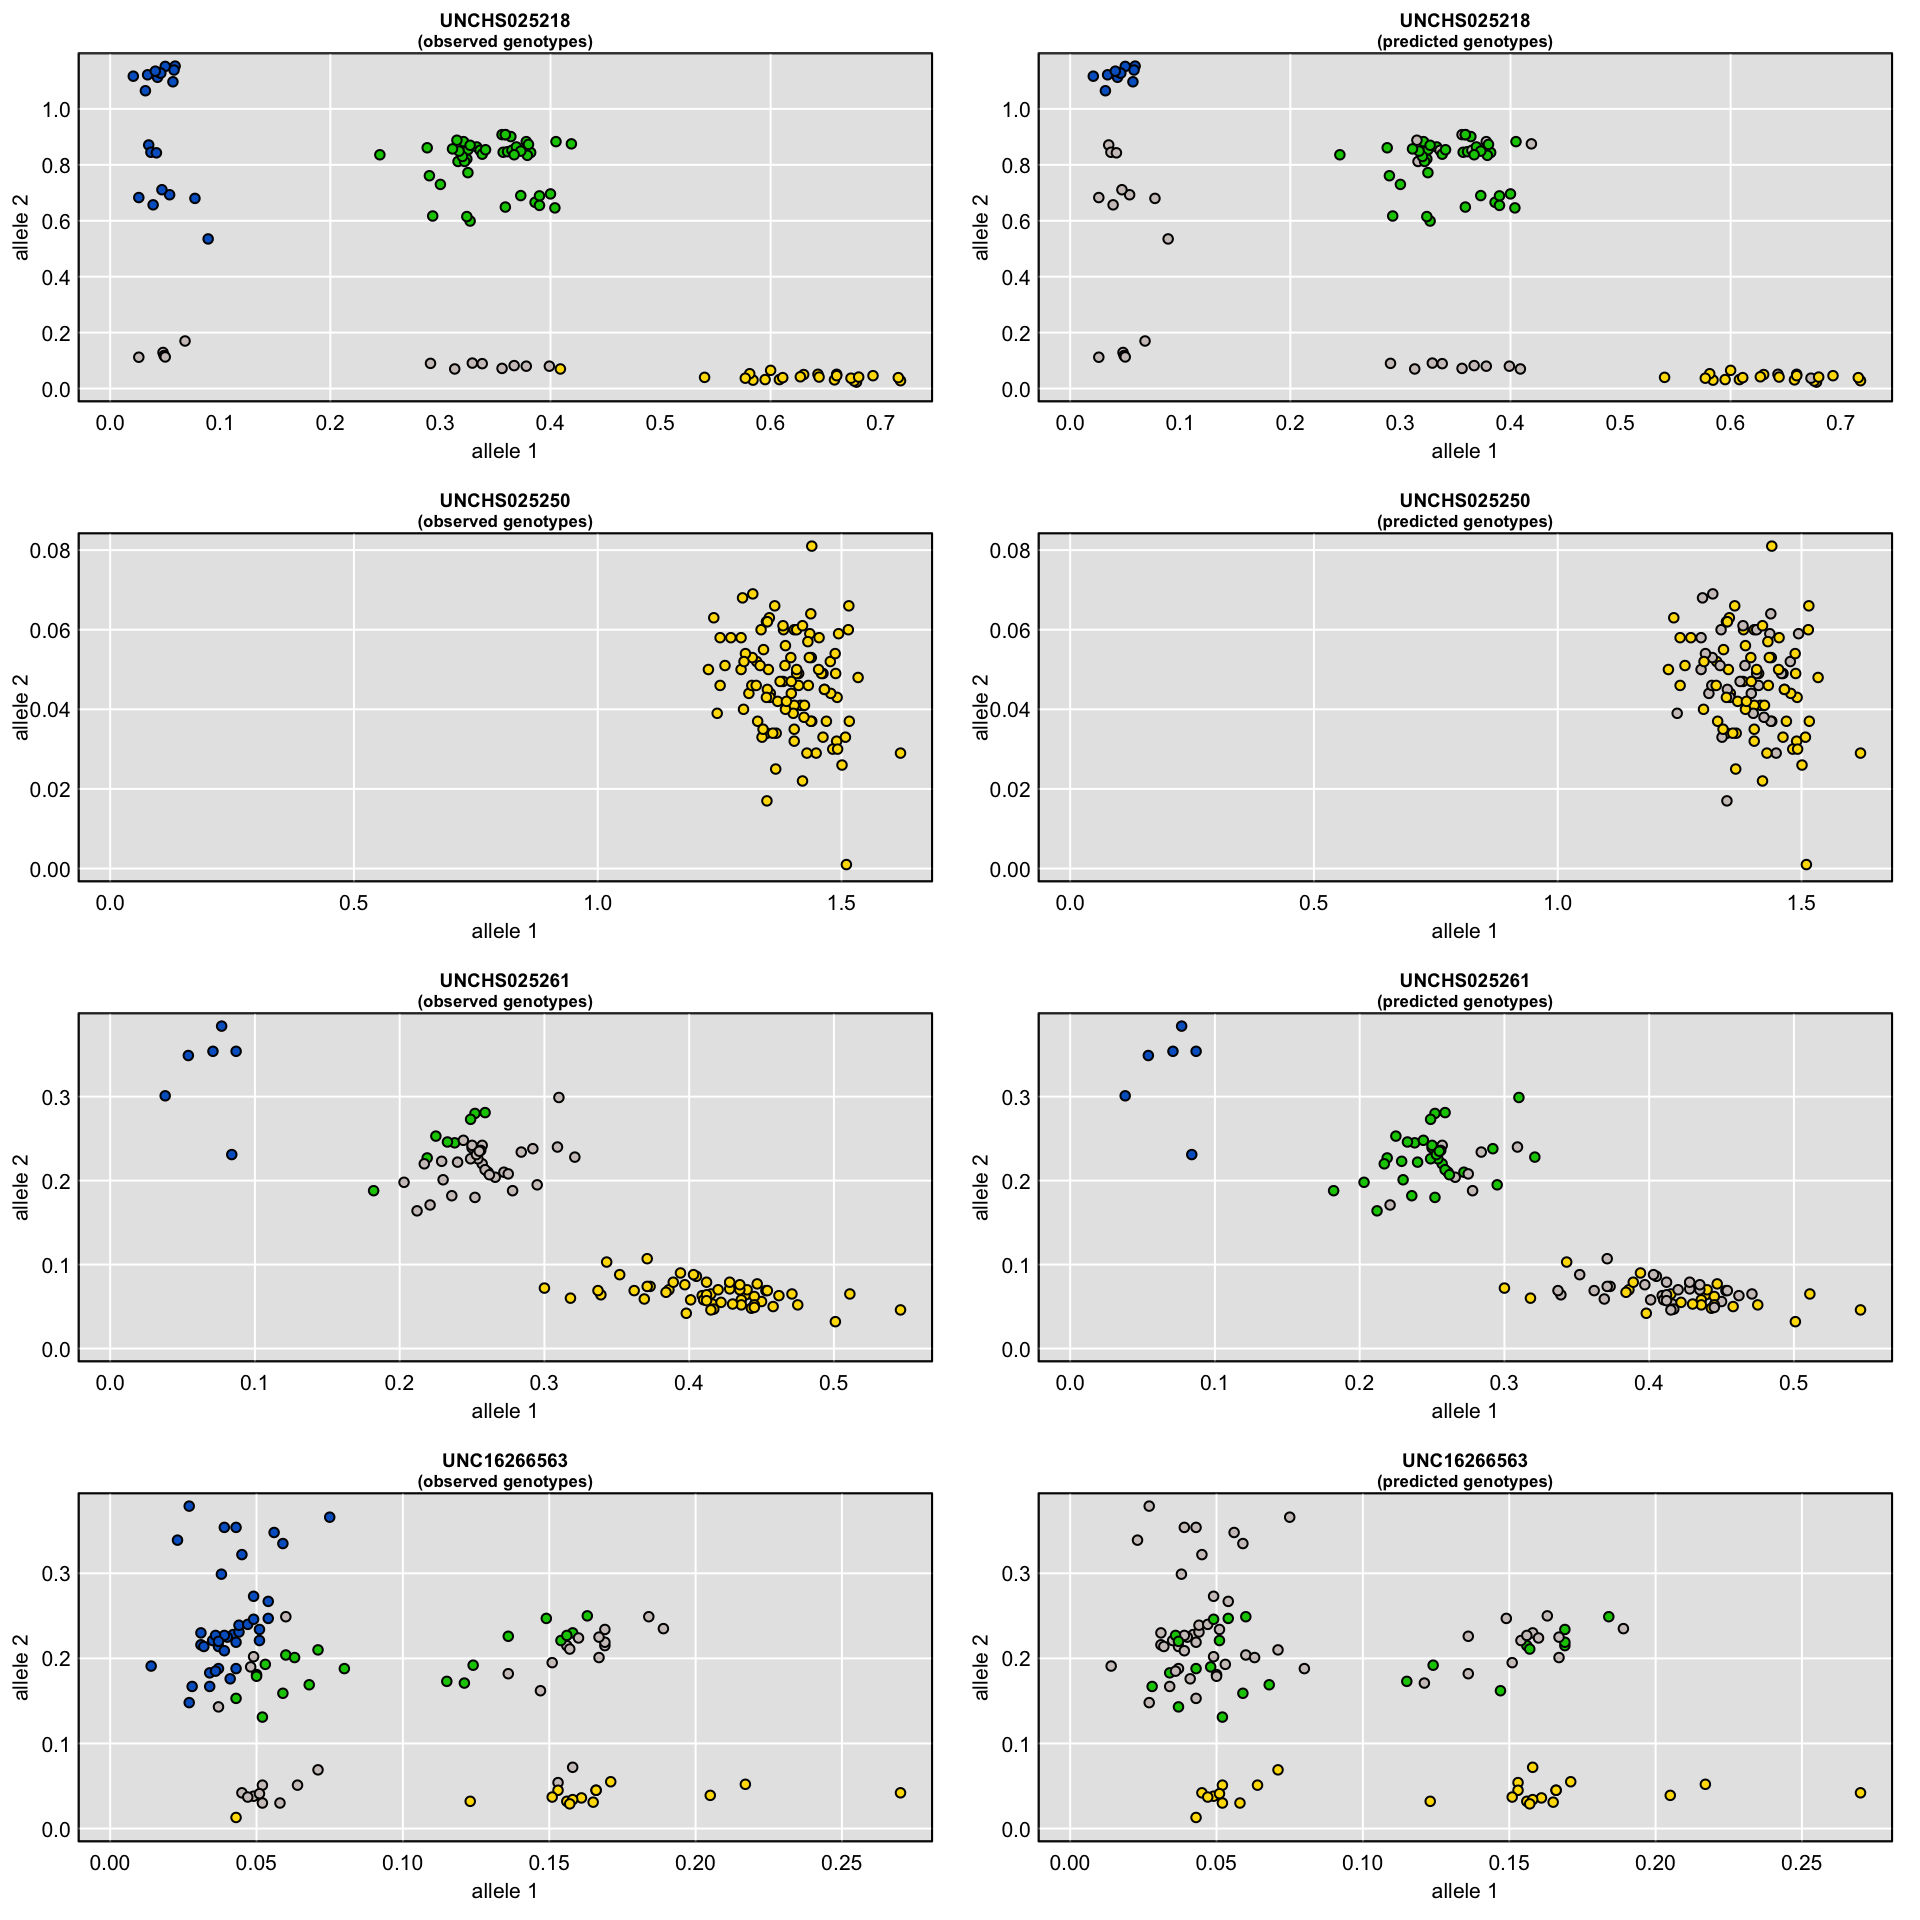 UNCHS025218
(observed genotypes)
allele 2
1.0
0.8
0.6
0.4
0.2
0.0
0.0 0.1 0.2 0.3 0.4 0.5 0.6 0.7
allele 1
UNCHS025218
(predicted genotypes)
allele 2
1.0
0.8
0.6
0.4
0.2
0.0
0.0 0.1 0.2 0.3 0.4 0.5 0.6 0.7
allele 1
UNCHS025250
(observed genotypes)
allele 2
0.08
0.06
0.04
0.02
0.00
0.0 0.5 1.0 1.5
allele 1
UNCHS025250
(predicted genotypes)
allele 2
0.08
0.06
0.04
0.02
0.00
0.0 0.5 1.0 1.5
allele 1
UNCHS025261
(observed genotypes)
allele 2
0.3
0.2
0.1
0.0
0.0 0.1 0.2 0.3 0.4 0.5
allele 1
UNCHS025261
(predicted genotypes)
allele 2
0.3
0.2
0.1
0.0
0.0 0.1 0.2 0.3 0.4 0.5
allele 1
UNC16266563
(observed genotypes)
allele 2
0.3
0.2
0.1
0.0
0.00 0.05 0.10 0.15 0.20 0.25
allele 1
UNC16266563
(predicted genotypes)
allele 2
0.3
0.2
0.1
0.0
0.00 0.05 0.10 0.15 0.20 0.25
allele 1